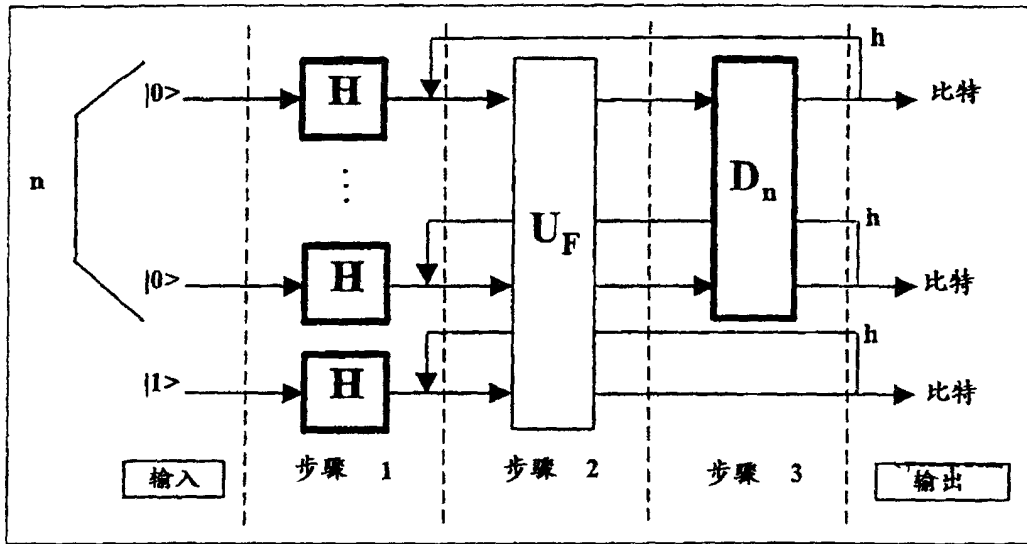 h
|0> H 比特
n
⋮
U_F D_n
h
|0> H 比特
h
|1> H 比特
输入 步骤 1 步骤 2 步骤 3 输出